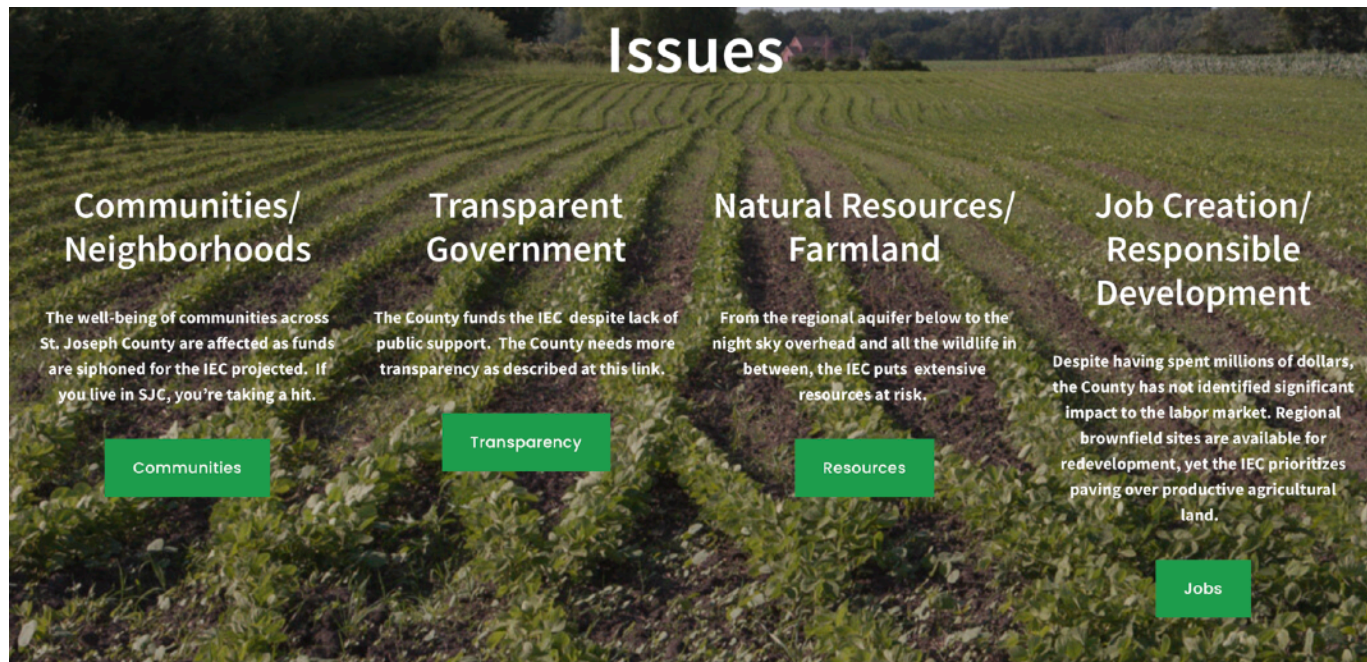 Issues
Communities/
Neighborhoods
The well-being of communities across
St. Joseph County are affected as funds
are siphoned for the IEC projected. If
you live in SJC, you're taking a hit.
Communities
Transparent
Government
The County funds the IEC despite lack of
public support. The County needs more
transparency as described at this link.
Transparency
Natural Resources/
Farmland
From the regional aquifer below to the
night sky overhead and all the wildlife in
between, the IEC puts extensive
resources at risk.
Resources
Job Creation/
Responsible
Development
Despite having spent millions of dollars,
the County has not identified significant
impact to the labor market. Regional
brownfield sites are available for
redevelopment, yet the IEC prioritizes
paving over productive agricultural
land.
Jobs